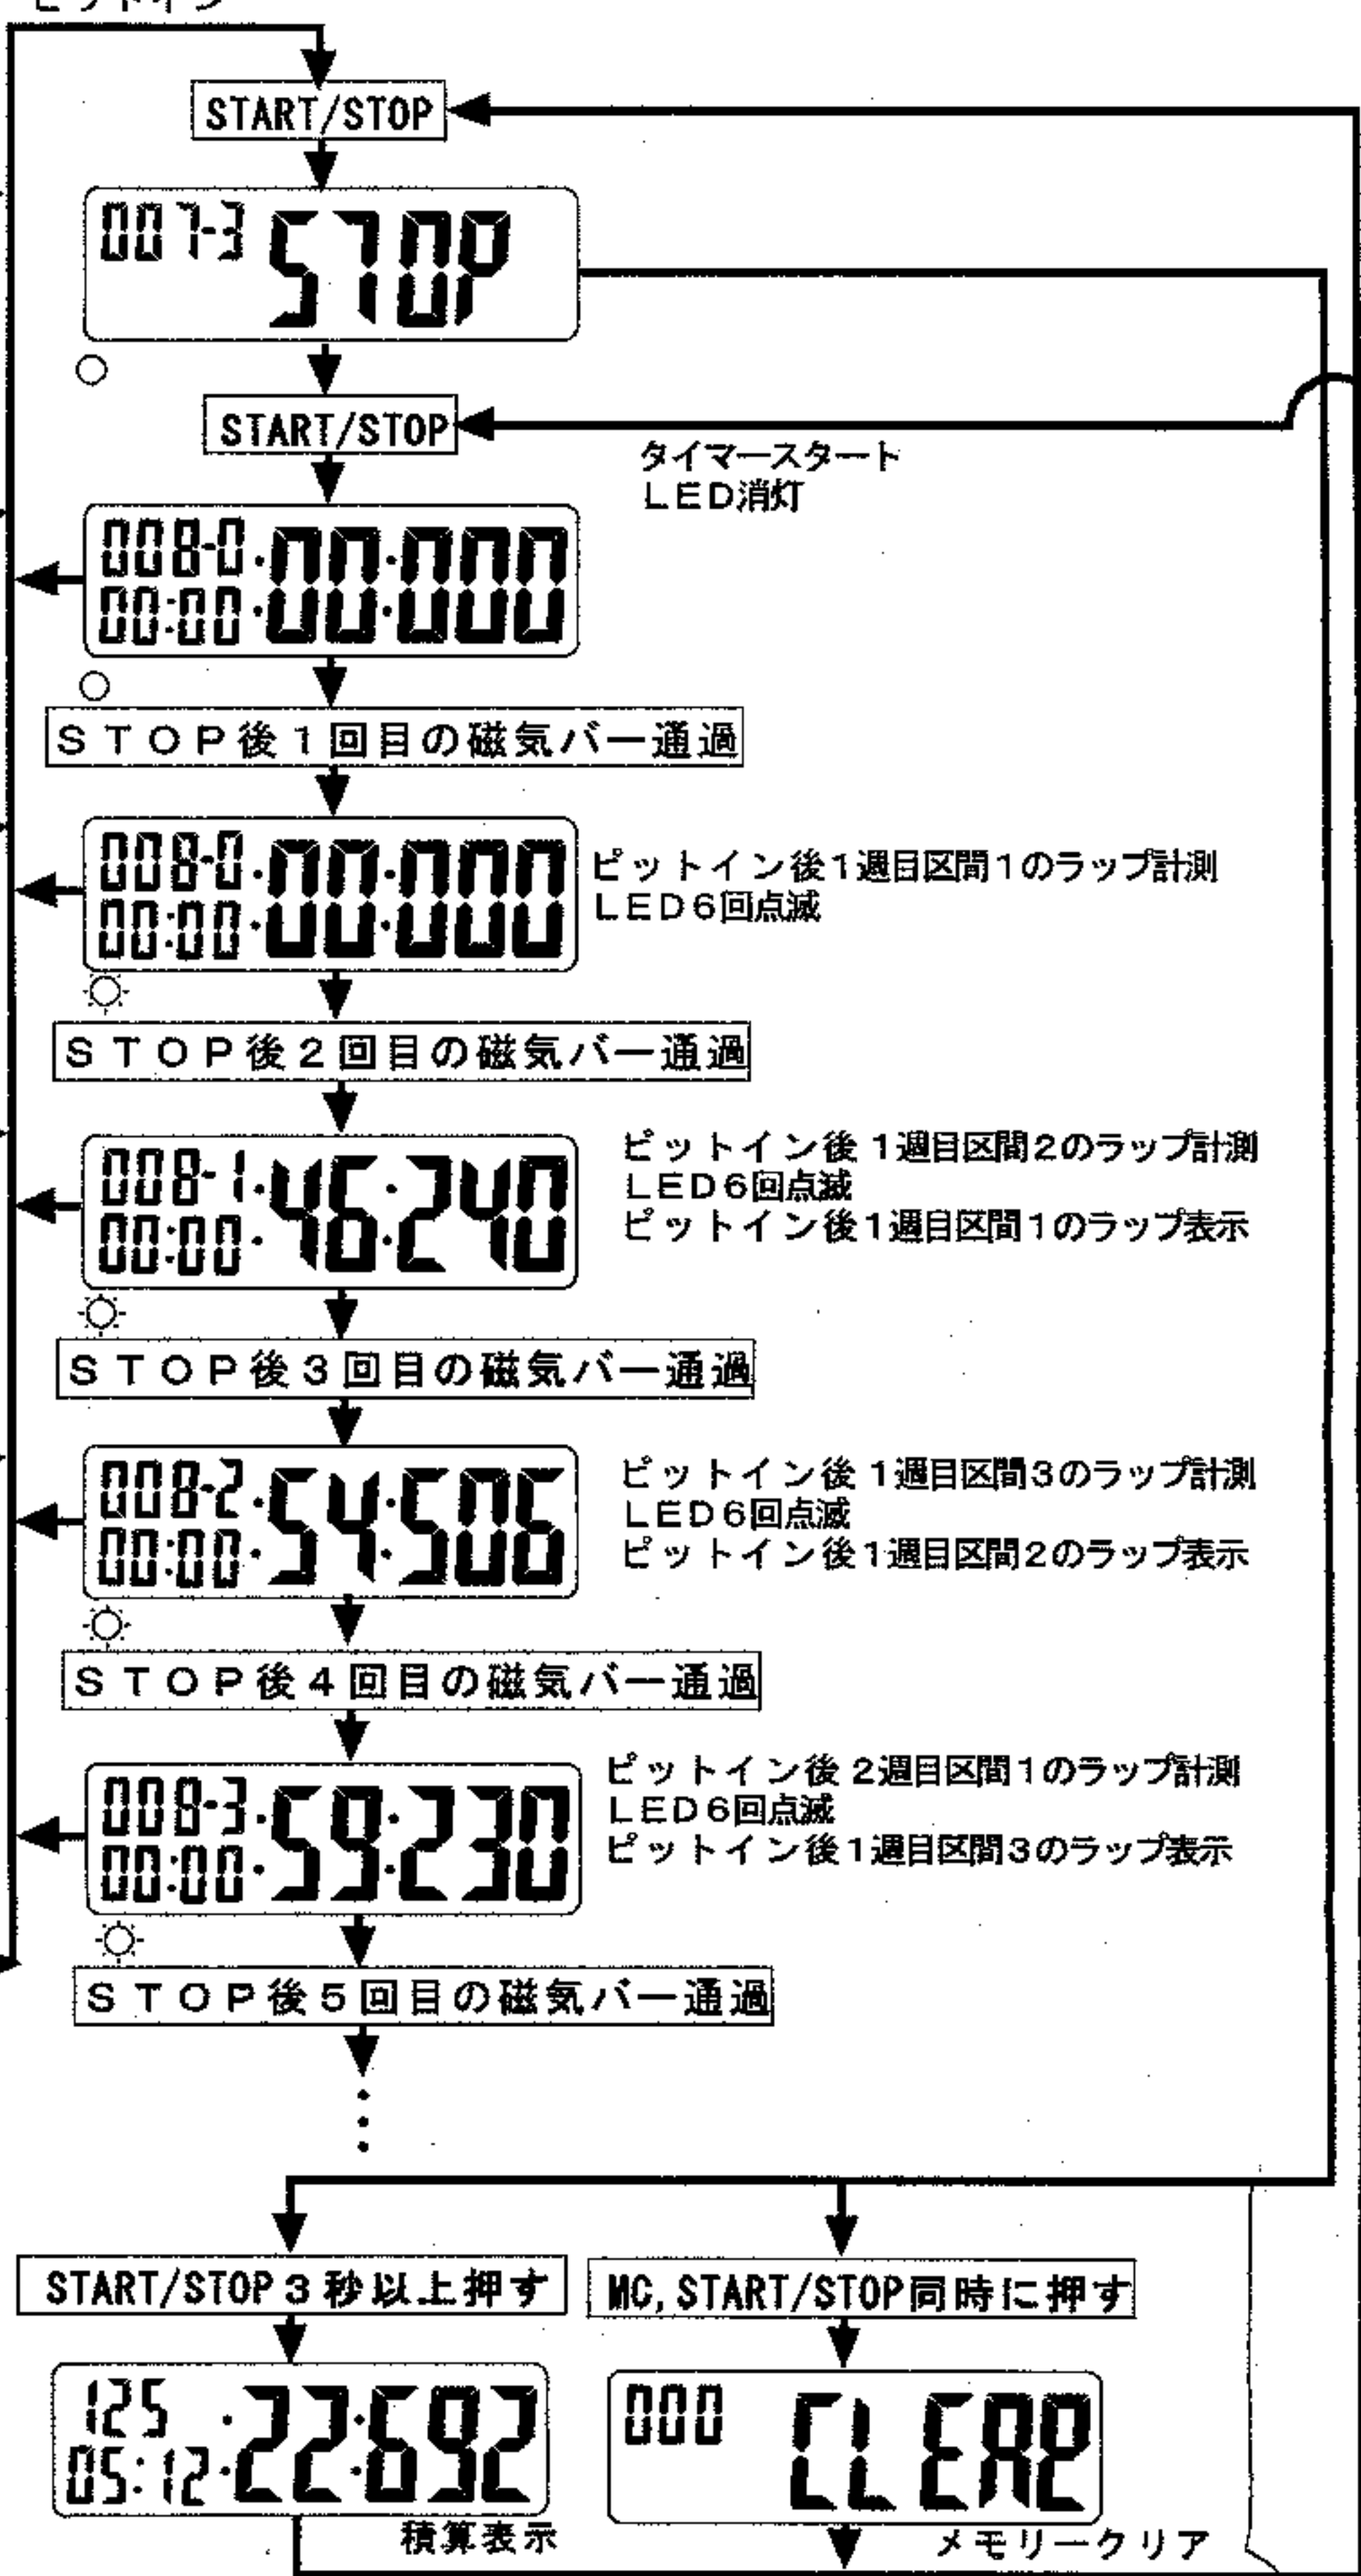 ピットイン
START/STOP
007-3 STOP
START/STOP
タイマースタート
LED消灯
008-0
00:00 00:000
STOP後1回目の磁気バー通過
008-0
00:00 00:000
ピットイン後1週目区間1のラップ計測
LED6回点滅
STOP後2回目の磁気バー通過
008-1
00:00 46:240
ピットイン後1週目区間2のラップ計測
LED6回点滅
ピットイン後1週目区間1のラップ表示
STOP後3回目の磁気バー通過
008-2
00:00 54:506
ピットイン後1週目区間3のラップ計測
LED6回点滅
ピットイン後1週目区間2のラップ表示
STOP後4回目の磁気バー通過
008-3
00:00 59:230
ピットイン後2週目区間1のラップ計測
LED6回点滅
ピットイン後1週目区間3のラップ表示
STOP後5回目の磁気バー通過
START/STOP3秒以上押す
MC,START/STOP同時に押す
125
05:12 22:692
積算表示
000 CLEAR
メモリークリア